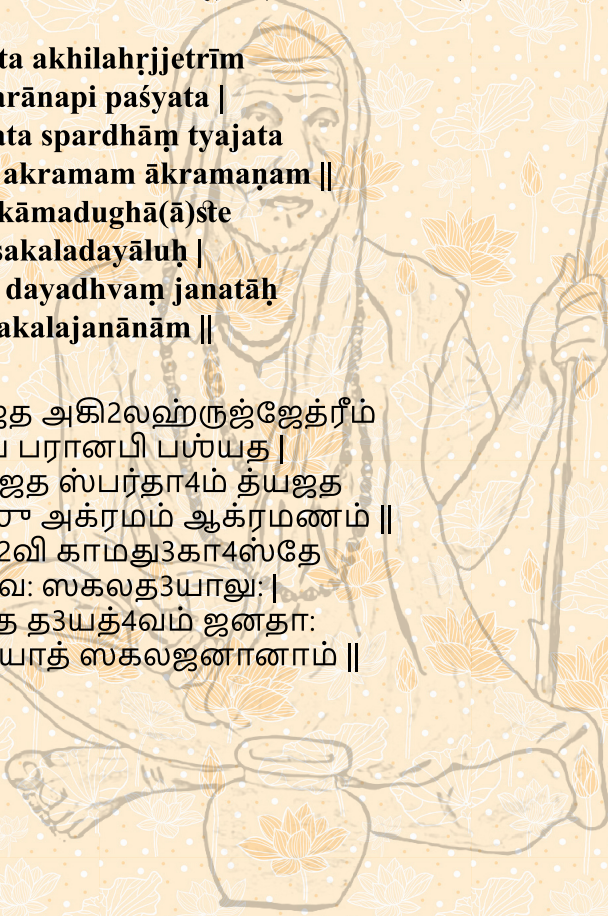 ta akhilahṛjjetrīm
arānapi paśyata |
ata spardhāṃ tyajata
akramam ākramaṇam ||
kāmadughā(ā)ste
sakaladayāluḥ |
dayadhvaṃ janatāḥ
akalajanānām ||
ஜத அகி2லஹ்ருஜ்ஜேத்ரீம்
பரானபி பஶ்யத |
ஜத ஸ்பர்தா4ம் த்யஜத
ஶு அக்ரமம் ஆக்ரமணம் ||
2வி காமது3கா4ஸ்தே
வ: ஸகலத3யாலு: |
த த3யத்4வம் ஜனதா:
யாத் ஸகலஜனானாம் ||